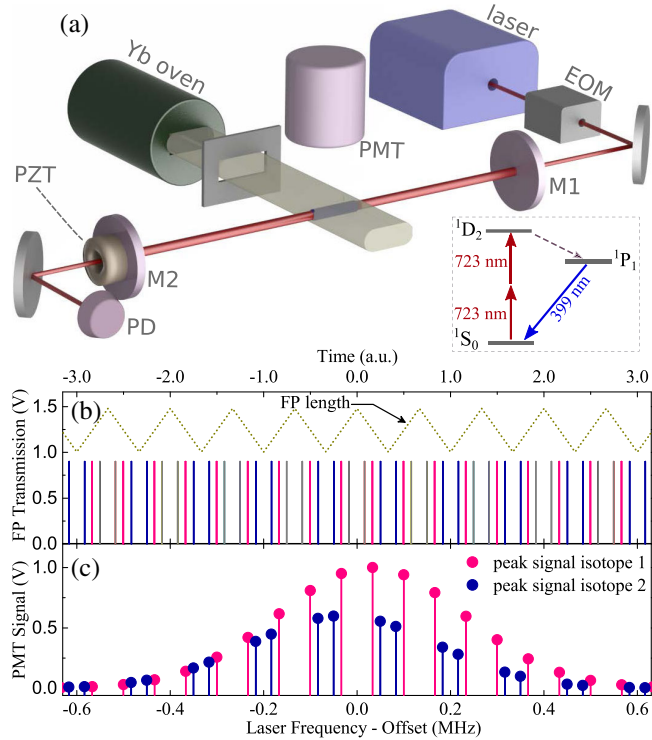 (a)
laser
Yb oven
EOM
PMT
PZT
M1
M2
PD
¹D₂
723 nm
¹P₁
723 nm
399 nm
¹S₀
Time (a.u.)
-3.0 -2.0 -1.0 0.0 1.0 2.0 3.0
(b)
FP length
FP Transmission (V)
1.5
1.0
0.5
0.0
(c)
peak signal isotope 1
peak signal isotope 2
PMT Signal (V)
1.0
0.5
0.0
-0.6 -0.4 -0.2 0.0 0.2 0.4 0.6
Laser Frequency - Offset (MHz)